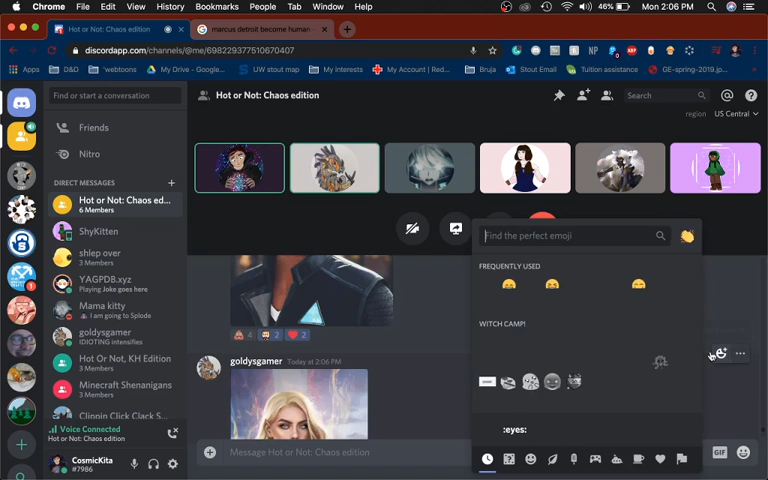 Chrome File Edit View History Bookmarks People Tab Window Help 46% Mon 2:06 PM
Hot or Not: Chaos edition
marcus detroit become human -
discordapp.com/channels/@me/698229377510670407
Apps D&D *webtoons My Drive - Google... UW stout map My interests My Account | Red... Bruja Stout Email Tuition assistance GE-spring-2019.jp...
Find or start a conversation
Hot or Not: Chaos edition
Search
region US Central
Friends
Nitro
DIRECT MESSAGES
Hot or Not: Chaos ed...
6 Members
ShyKitten
shlep over
3 Members
YAGPDB.xyz
Playing Joke goes here
Mama kitty
I am going to Splode
goldysgamer
IDIOTING intensifies
Hot Or Not, KH Edition
3 Members
Minecraft Shenanigans
3 Members
Clippin Click Clack S...
Voice Connected
Hot or Not: Chaos edition
CosmicKita
#7986
Find the perfect emoji
FREQUENTLY USED
WITCH CAMP!
:eyes:
4 2 2
goldysgamer Today at 2:06 PM
Message Hot or Not: Chaos edition
GIF